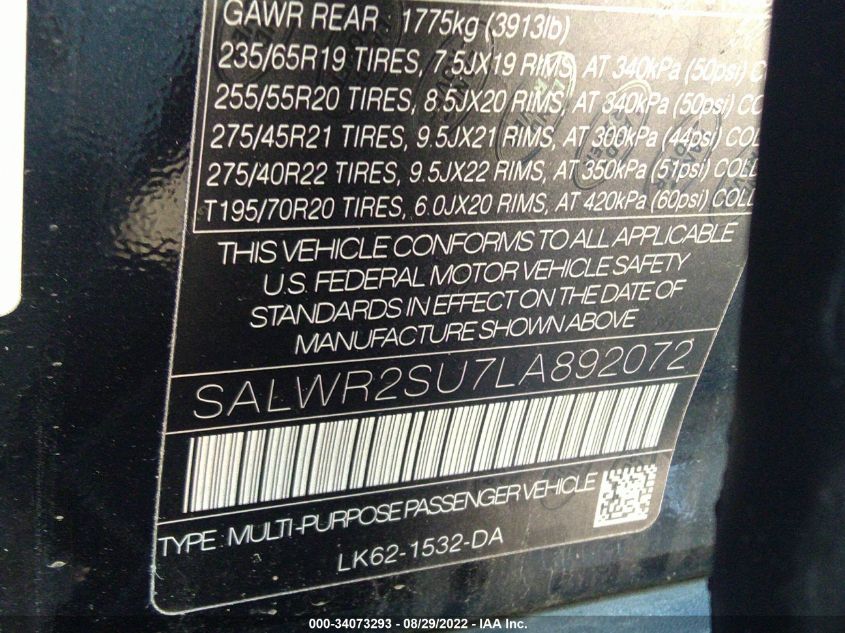 GAWR REAR 1775kg (3913lb)
235/65R19 TIRES, 7.5JX19 RIMS, AT 340kPa (50psi) C
255/55R20 TIRES, 8.5JX20 RIMS, AT 340kPa (50psi) CO
275/45R21 TIRES, 9.5JX21 RIMS, AT 300kPa (44psi) COL
275/40R22 TIRES, 9.5JX22 RIMS, AT 350kPa (51psi) COLD
T195/70R20 TIRES, 6.0JX20 RIMS, AT 420kPa (60psi) COLD
THIS VEHICLE CONFORMS TO ALL APPLICABLE
U.S. FEDERAL MOTOR VEHICLE SAFETY
STANDARDS IN EFFECT ON THE DATE OF
MANUFACTURE SHOWN ABOVE
SALWR2SU7LA892072
TYPE : MULTI-PURPOSE PASSENGER VEHICLE
LK62-1532-DA
000-34073293 - 08/29/2022 - IAA Inc.